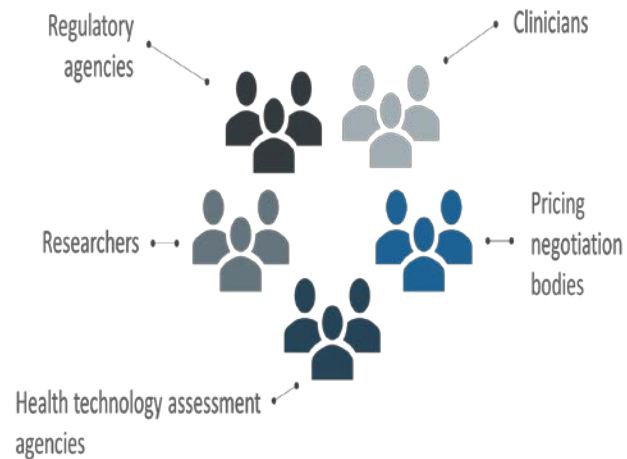 Regulatory
agencies
Clinicians
Researchers
Pricing
negotiation
bodies
Health technology assessment
agencies